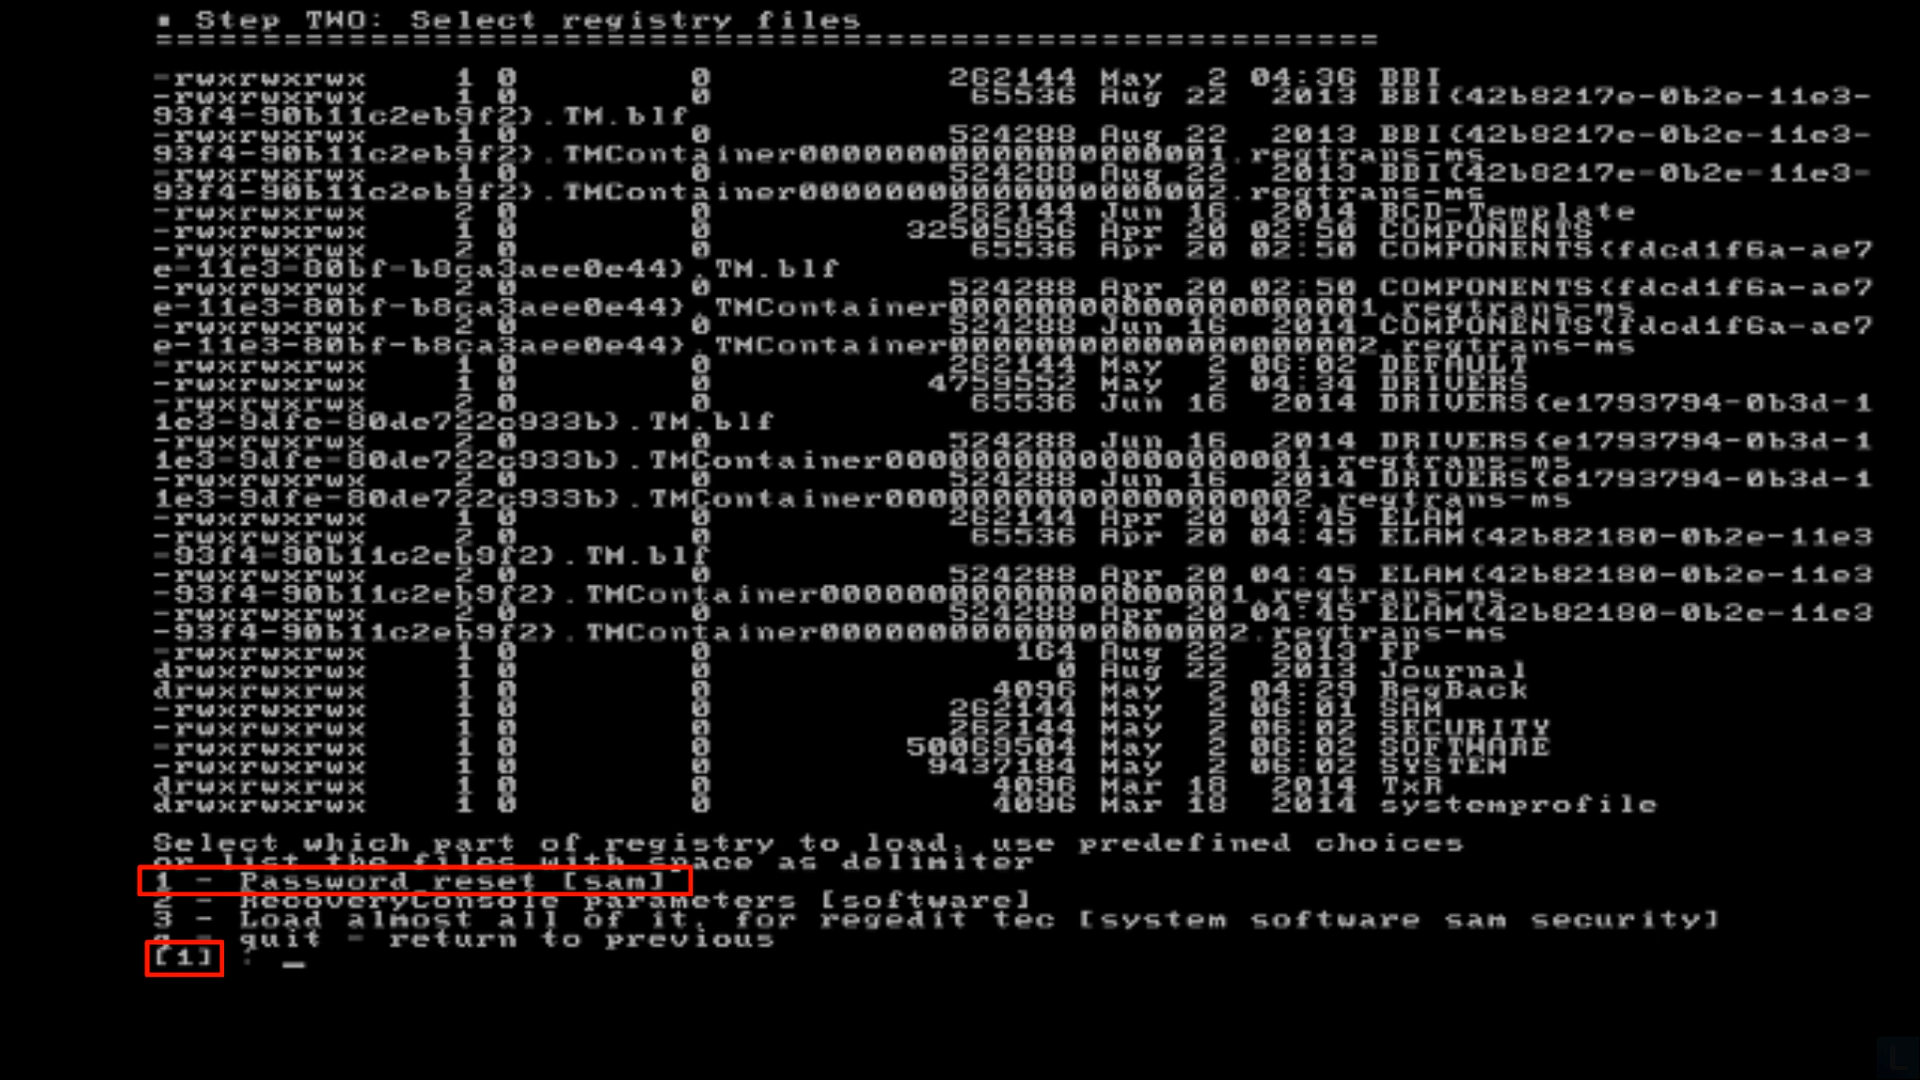 ▪ Step TWO: Select registry files
=========================================================
-rwxrwxrwx 1 0 0 262144 May 2 04:36 BBI
-rwxrwxrwx 1 0 0 65536 Aug 22 2013 BBI{42b8217e-0b2e-11e3-
93f4-90b11c2eb9f2}.TM.blf
-rwxrwxrwx 1 0 0 524288 Aug 22 2013 BBI{42b8217e-0b2e-11e3-
93f4-90b11c2eb9f2}.TMContainer00000000000000000001.regtrans-ms
-rwxrwxrwx 1 0 0 524288 Aug 22 2013 BBI{42b8217e-0b2e-11e3-
93f4-90b11c2eb9f2}.TMContainer00000000000000000002.regtrans-ms
-rwxrwxrwx 2 0 0 262144 Jun 16 2014 BCD-Template
-rwxrwxrwx 1 0 0 32505856 Apr 20 02:50 COMPONENTS
-rwxrwxrwx 2 0 0 65536 Apr 20 02:50 COMPONENTS{fdcd1f6a-ae7
e-11e3-80bf-b8ca3aee0e44}.TM.blf
-rwxrwxrwx 2 0 0 524288 Apr 20 02:50 COMPONENTS{fdcd1f6a-ae7
e-11e3-80bf-b8ca3aee0e44}.TMContainer00000000000000000001.regtrans-ms
-rwxrwxrwx 2 0 0 524288 Jun 16 2014 COMPONENTS{fdcd1f6a-ae7
e-11e3-80bf-b8ca3aee0e44}.TMContainer00000000000000000002.regtrans-ms
-rwxrwxrwx 1 0 0 262144 May 2 06:02 DEFAULT
-rwxrwxrwx 1 0 0 4759552 May 2 04:34 DRIVERS
-rwxrwxrwx 2 0 0 65536 Jun 16 2014 DRIVERS{e1793794-0b3d-1
1e3-9dfe-80de722c933b}.TM.blf
-rwxrwxrwx 2 0 0 524288 Jun 16 2014 DRIVERS{e1793794-0b3d-1
1e3-9dfe-80de722c933b}.TMContainer00000000000000000001.regtrans-ms
-rwxrwxrwx 2 0 0 524288 Jun 16 2014 DRIVERS{e1793794-0b3d-1
1e3-9dfe-80de722c933b}.TMContainer00000000000000000002.regtrans-ms
-rwxrwxrwx 1 0 0 262144 Apr 20 04:45 ELAM
-rwxrwxrwx 2 0 0 65536 Apr 20 04:45 ELAM{42b82180-0b2e-11e3
-93f4-90b11c2eb9f2}.TM.blf
-rwxrwxrwx 2 0 0 524288 Apr 20 04:45 ELAM{42b82180-0b2e-11e3
-93f4-90b11c2eb9f2}.TMContainer00000000000000000001.regtrans-ms
-rwxrwxrwx 2 0 0 524288 Apr 20 04:45 ELAM{42b82180-0b2e-11e3
-93f4-90b11c2eb9f2}.TMContainer00000000000000000002.regtrans-ms
-rwxrwxrwx 1 0 0 164 Aug 22 2013 FP
drwxrwxrwx 1 0 0 0 Aug 22 2013 Journal
drwxrwxrwx 1 0 0 4096 May 2 04:29 RegBack
-rwxrwxrwx 1 0 0 262144 May 2 06:01 SAM
-rwxrwxrwx 1 0 0 262144 May 2 06:02 SECURITY
-rwxrwxrwx 1 0 0 50069504 May 2 06:02 SOFTWARE
-rwxrwxrwx 1 0 0 9437184 May 2 06:02 SYSTEM
drwxrwxrwx 1 0 0 4096 Mar 18 2014 TxR
drwxrwxrwx 1 0 0 4096 Mar 18 2014 systemprofile
Select which part of registry to load, use predefined choices
or list the files with space as delimiter
1 - Password reset [sam]
2 - RecoveryConsole parameters [software]
3 - Load almost all of it, for regedit tec [system software sam security]
q - quit - return to previous
[1] : _